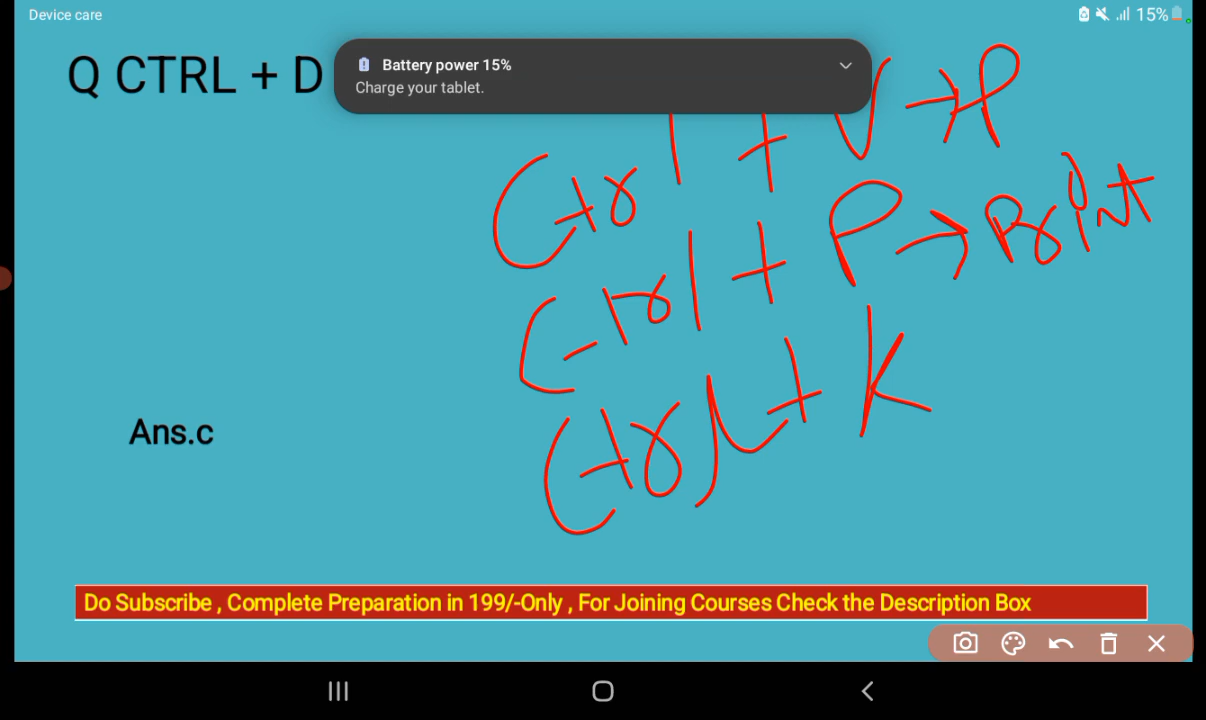 Device care
15%
Q CTRL + D
Battery power 15%
Charge your tablet.
Ctrl + V → P
Ctrl + P → Print
Ctrl + K
Ans.c
Do Subscribe , Complete Preparation in 199/-Only , For Joining Courses Check the Description Box